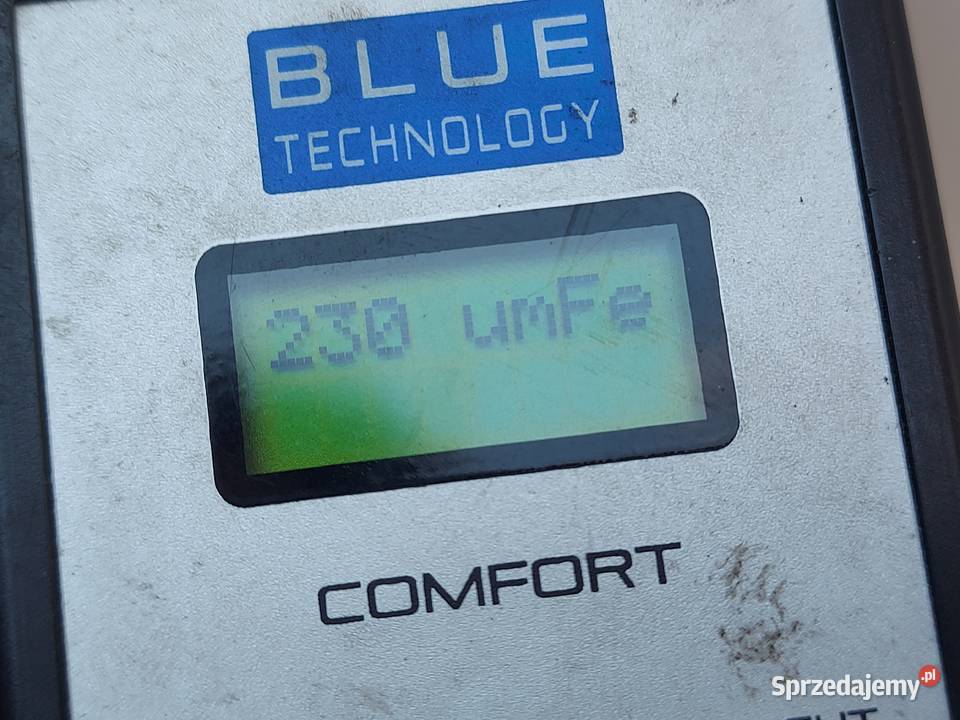 BLUE
TECHNOLOGY
230 umFe
COMFORT
Sprzedajemy.pl